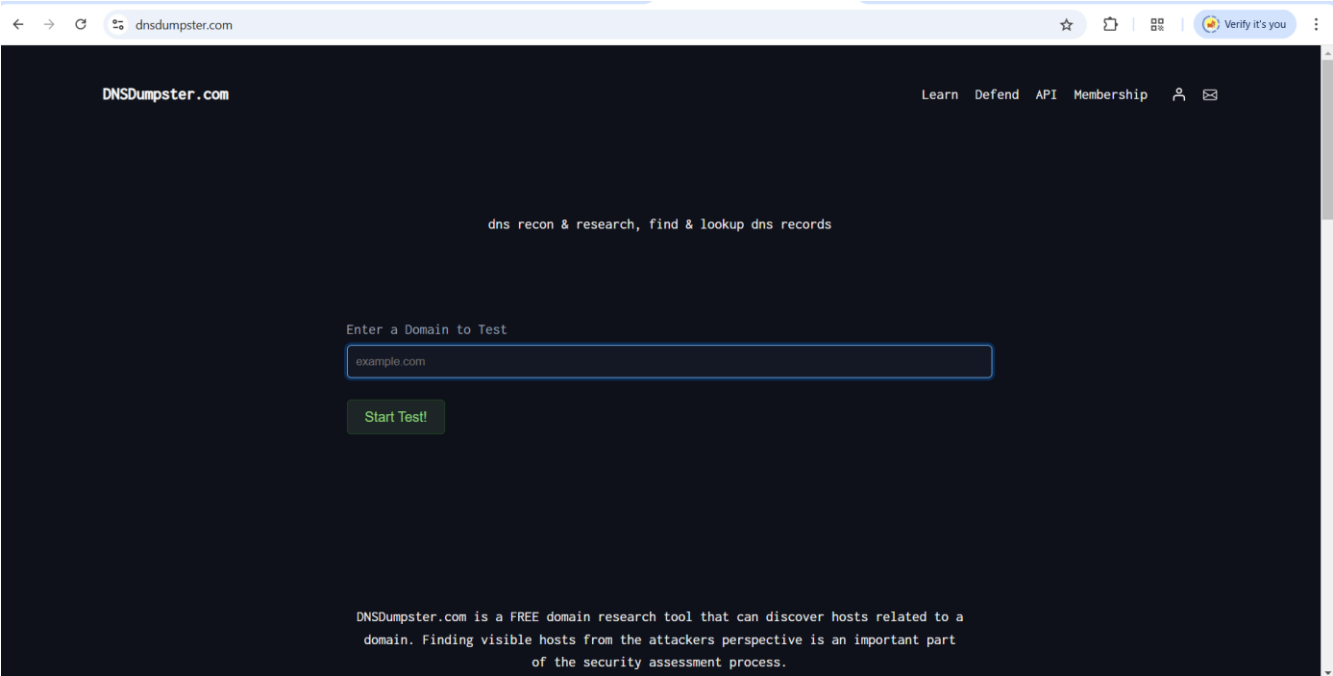 dnsdumpster.com
Verify it's you
DNSDumpster.com
Learn Defend API Membership
dns recon & research, find & lookup dns records
Enter a Domain to Test
example.com
Start Test!
DNSDumpster.com is a FREE domain research tool that can discover hosts related to a
domain. Finding visible hosts from the attackers perspective is an important part
of the security assessment process.